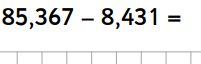 85,367 – 8,431 =